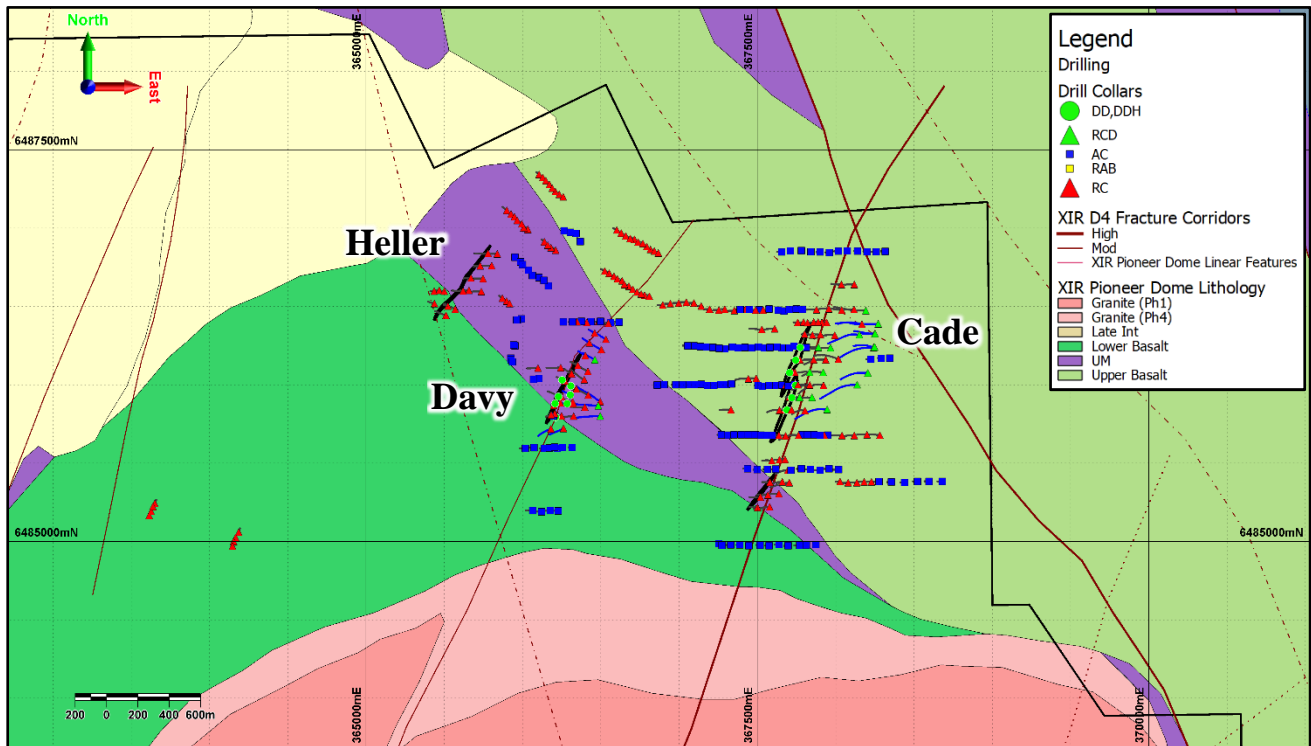 North
East
365000mE
367500mE
6487500mN
Heller
Davy
Cade
6485000mN
6485000mN
200 0 200 400 600m
365000mE
367500mE
370000mE
Legend
Drilling
Drill Collars
DD,DDH
RCD
AC
RAB
RC
XIR D4 Fracture Corridors
High
Mod
XIR Pioneer Dome Linear Features
XIR Pioneer Dome Lithology
Granite (Ph1)
Granite (Ph4)
Late Int
Lower Basalt
UM
Upper Basalt